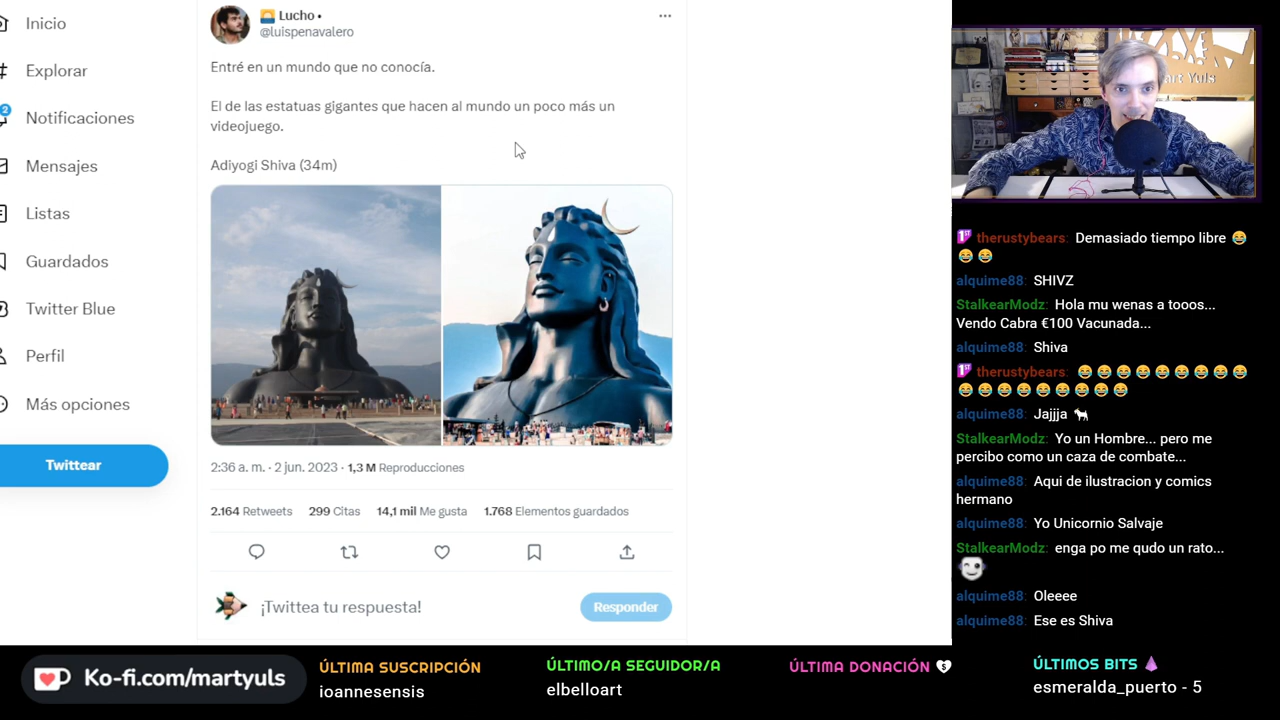 Inicio
Explorar
2
Notificaciones
Mensajes
Listas
Guardados
Twitter Blue
Perfil
Más opciones
Twittear
Lucho •
@luispenavalero
Entré en un mundo que no conocía.
El de las estatuas gigantes que hacen al mundo un poco más un
videojuego.
Adiyogi Shiva (34m)
2:36 a. m. · 2 jun. 2023 · 1,3 M Reproducciones
2.164 Retweets 299 Citas 14,1 mil Me gusta 1.768 Elementos guardados
¡Twittea tu respuesta!
Responder
art Yuls
therustybears: Demasiado tiempo libre 😂
😂😂
alquime88: SHIVZ
StalkearModz: Hola mu wenas a tooos...
Vendo Cabra €100 Vacunada...
alquime88: Shiva
therustybears: 😂😂😂😂😂😂😂😂😂
😂😂😂😂😂😂😂😂😂
alquime88: Jajjja 🐐
StalkearModz: Yo un Hombre... pero me
percibo como un caza de combate...
alquime88: Aqui de ilustracion y comics
hermano
alquime88: Yo Unicornio Salvaje
StalkearModz: enga po me qudo un rato...
alquime88: Oleeee
alquime88: Ese es Shiva
Ko-fi.com/martyuls
ÚLTIMA SUSCRIPCIÓN
ioannesensis
ÚLTIMO/A SEGUIDOR/A
elbelloart
ÚLTIMA DONACIÓN
ÚLTIMOS BITS
esmeralda_puerto - 5